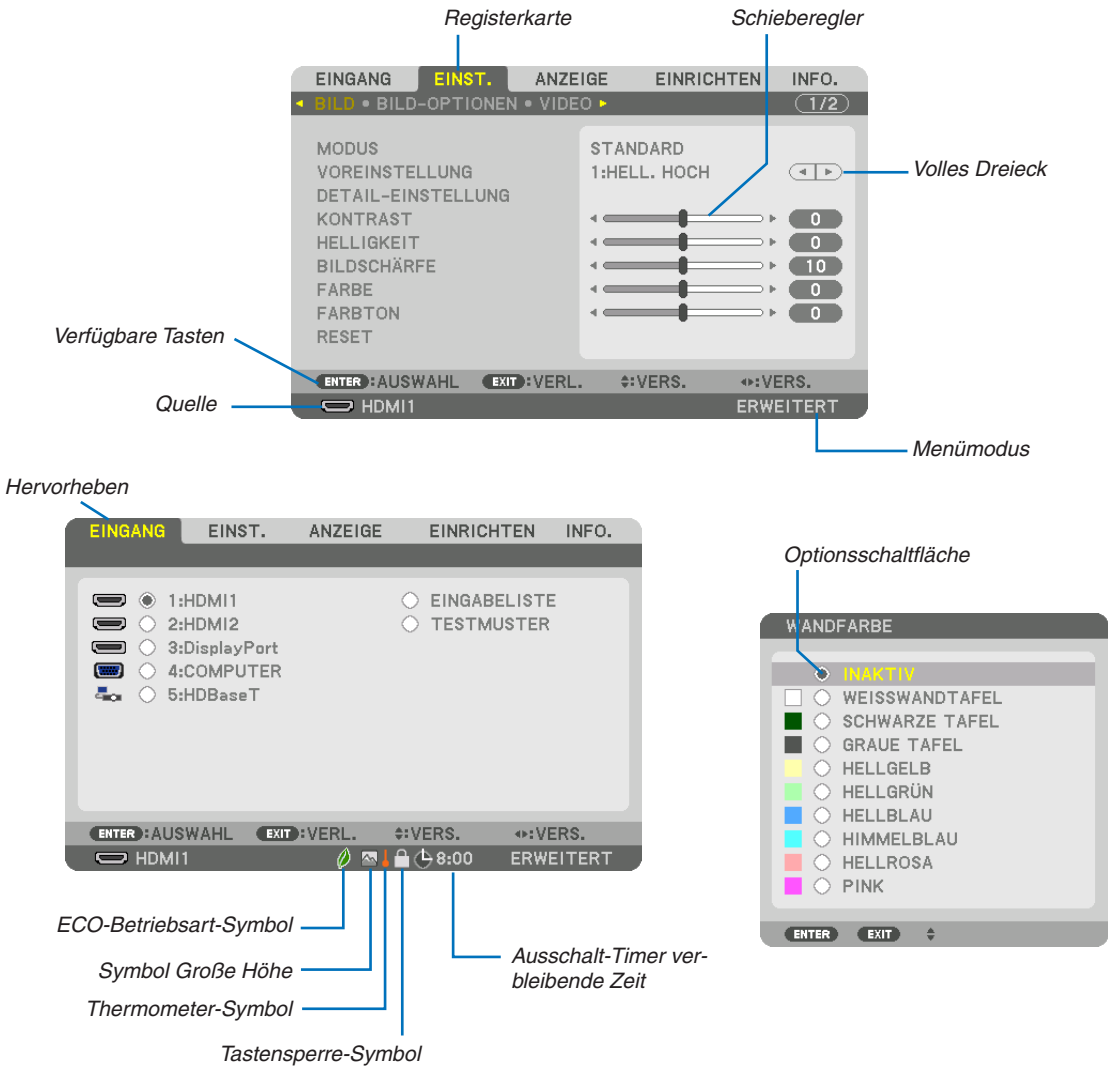 Registerkarte
Schieberegler
EINGANG EINST. ANZEIGE EINRICHTEN INFO.
BILD • BILD-OPTIONEN • VIDEO 1/2
MODUS STANDARD
VOREINSTELLUNG 1:HELL. HOCH
Volles Dreieck
DETAIL-EINSTELLUNG
KONTRAST 0
HELLIGKEIT 0
BILDSCHÄRFE 10
FARBE 0
FARBTON 0
RESET
Verfügbare Tasten
ENTER:AUSWAHL EXIT:VERL. :VERS. :VERS.
Quelle
HDMI1 ERWEITERT
Menümodus
Hervorheben
EINGANG EINST. ANZEIGE EINRICHTEN INFO.
1:HDMI1 EINGABELISTE
2:HDMI2 TESTMUSTER
3:DisplayPort
4:COMPUTER
5:HDBaseT
ENTER:AUSWAHL EXIT:VERL. :VERS. :VERS.
HDMI1 8:00 ERWEITERT
ECO-Betriebsart-Symbol
Symbol Große Höhe
Thermometer-Symbol
Tastensperre-Symbol
Ausschalt-Timer ver-
bleibende Zeit
Optionsschaltfläche
WANDFARBE
INAKTIV
WEISSWANDTAFEL
SCHWARZE TAFEL
GRAUE TAFEL
HELLGELB
HELLGRÜN
HELLBLAU
HIMMELBLAU
HELLROSA
PINK
ENTER EXIT